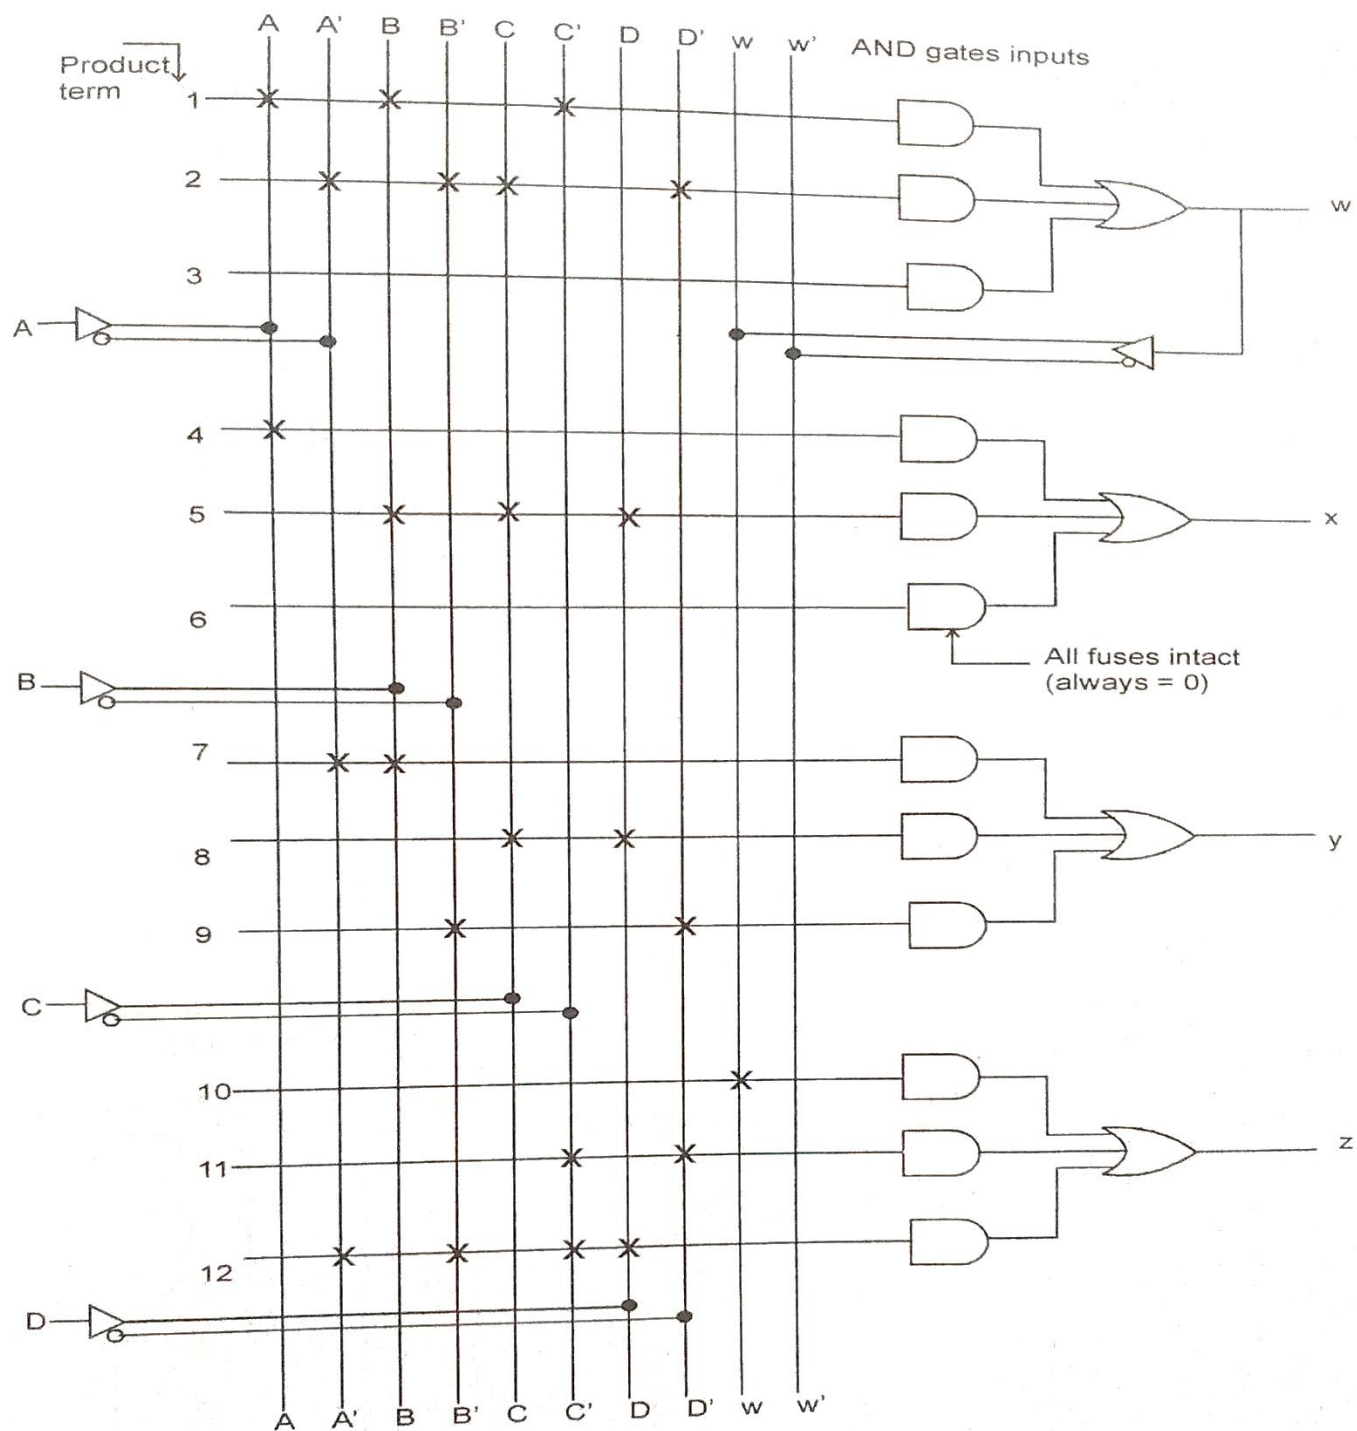 A A' B B' C C' D D' w w' AND gates inputs
Product
term
1
2
w
3
A
4
5
x
6
All fuses intact
(always = 0)
B
7
8
y
9
C
10
11
z
12
D
A A' B B' C C' D D' w w'